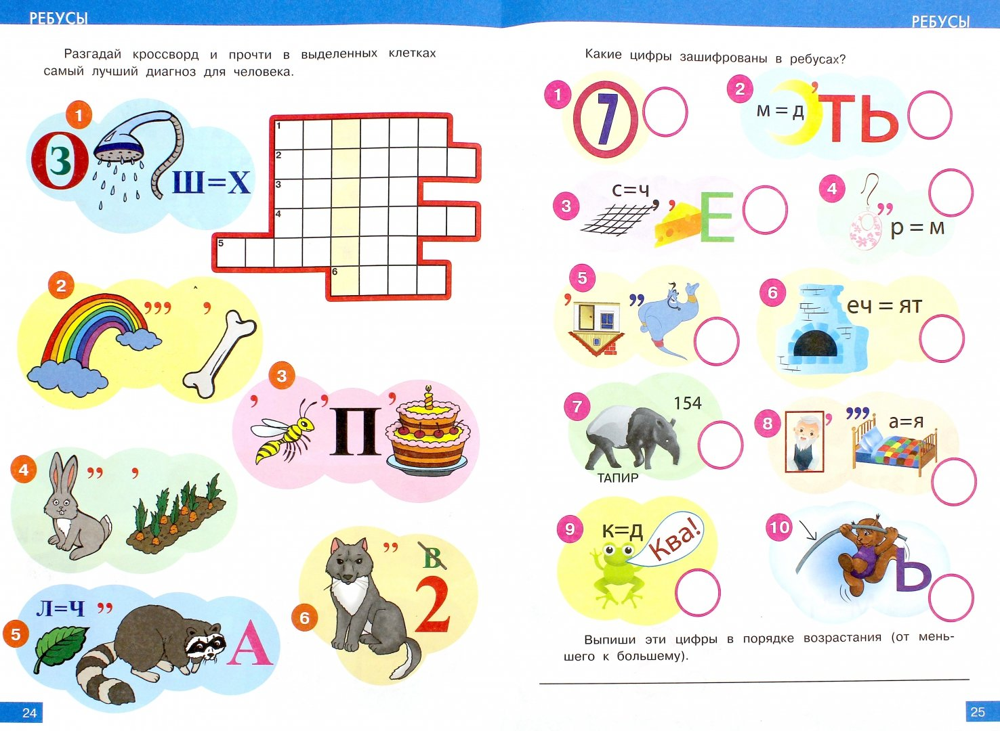 РЕБУСЫ
Разгадай кроссворд и прочти в выделенных клетках
самый лучший диагноз для человека.
1
О
З
Ш=Х
1
2
3
4
5
6
2
,,,
,
3
,
,
П
,
4
,,
,
5
Л=Ч
,,
А
6
,,
В
2
24
РЕБУСЫ
Какие цифры зашифрованы в ребусах?
1
7
2
м = д
,
ТЬ
3
с=ч
,
,
Е
4
,,
р = м
5
,
,,
6
еч = ят
7
154
ТАПИР
8
,
,,,
а=я
9
к=д
Ква!
10
Ь
Выпиши эти цифры в порядке возрастания (от мень-
шего к большему).
25